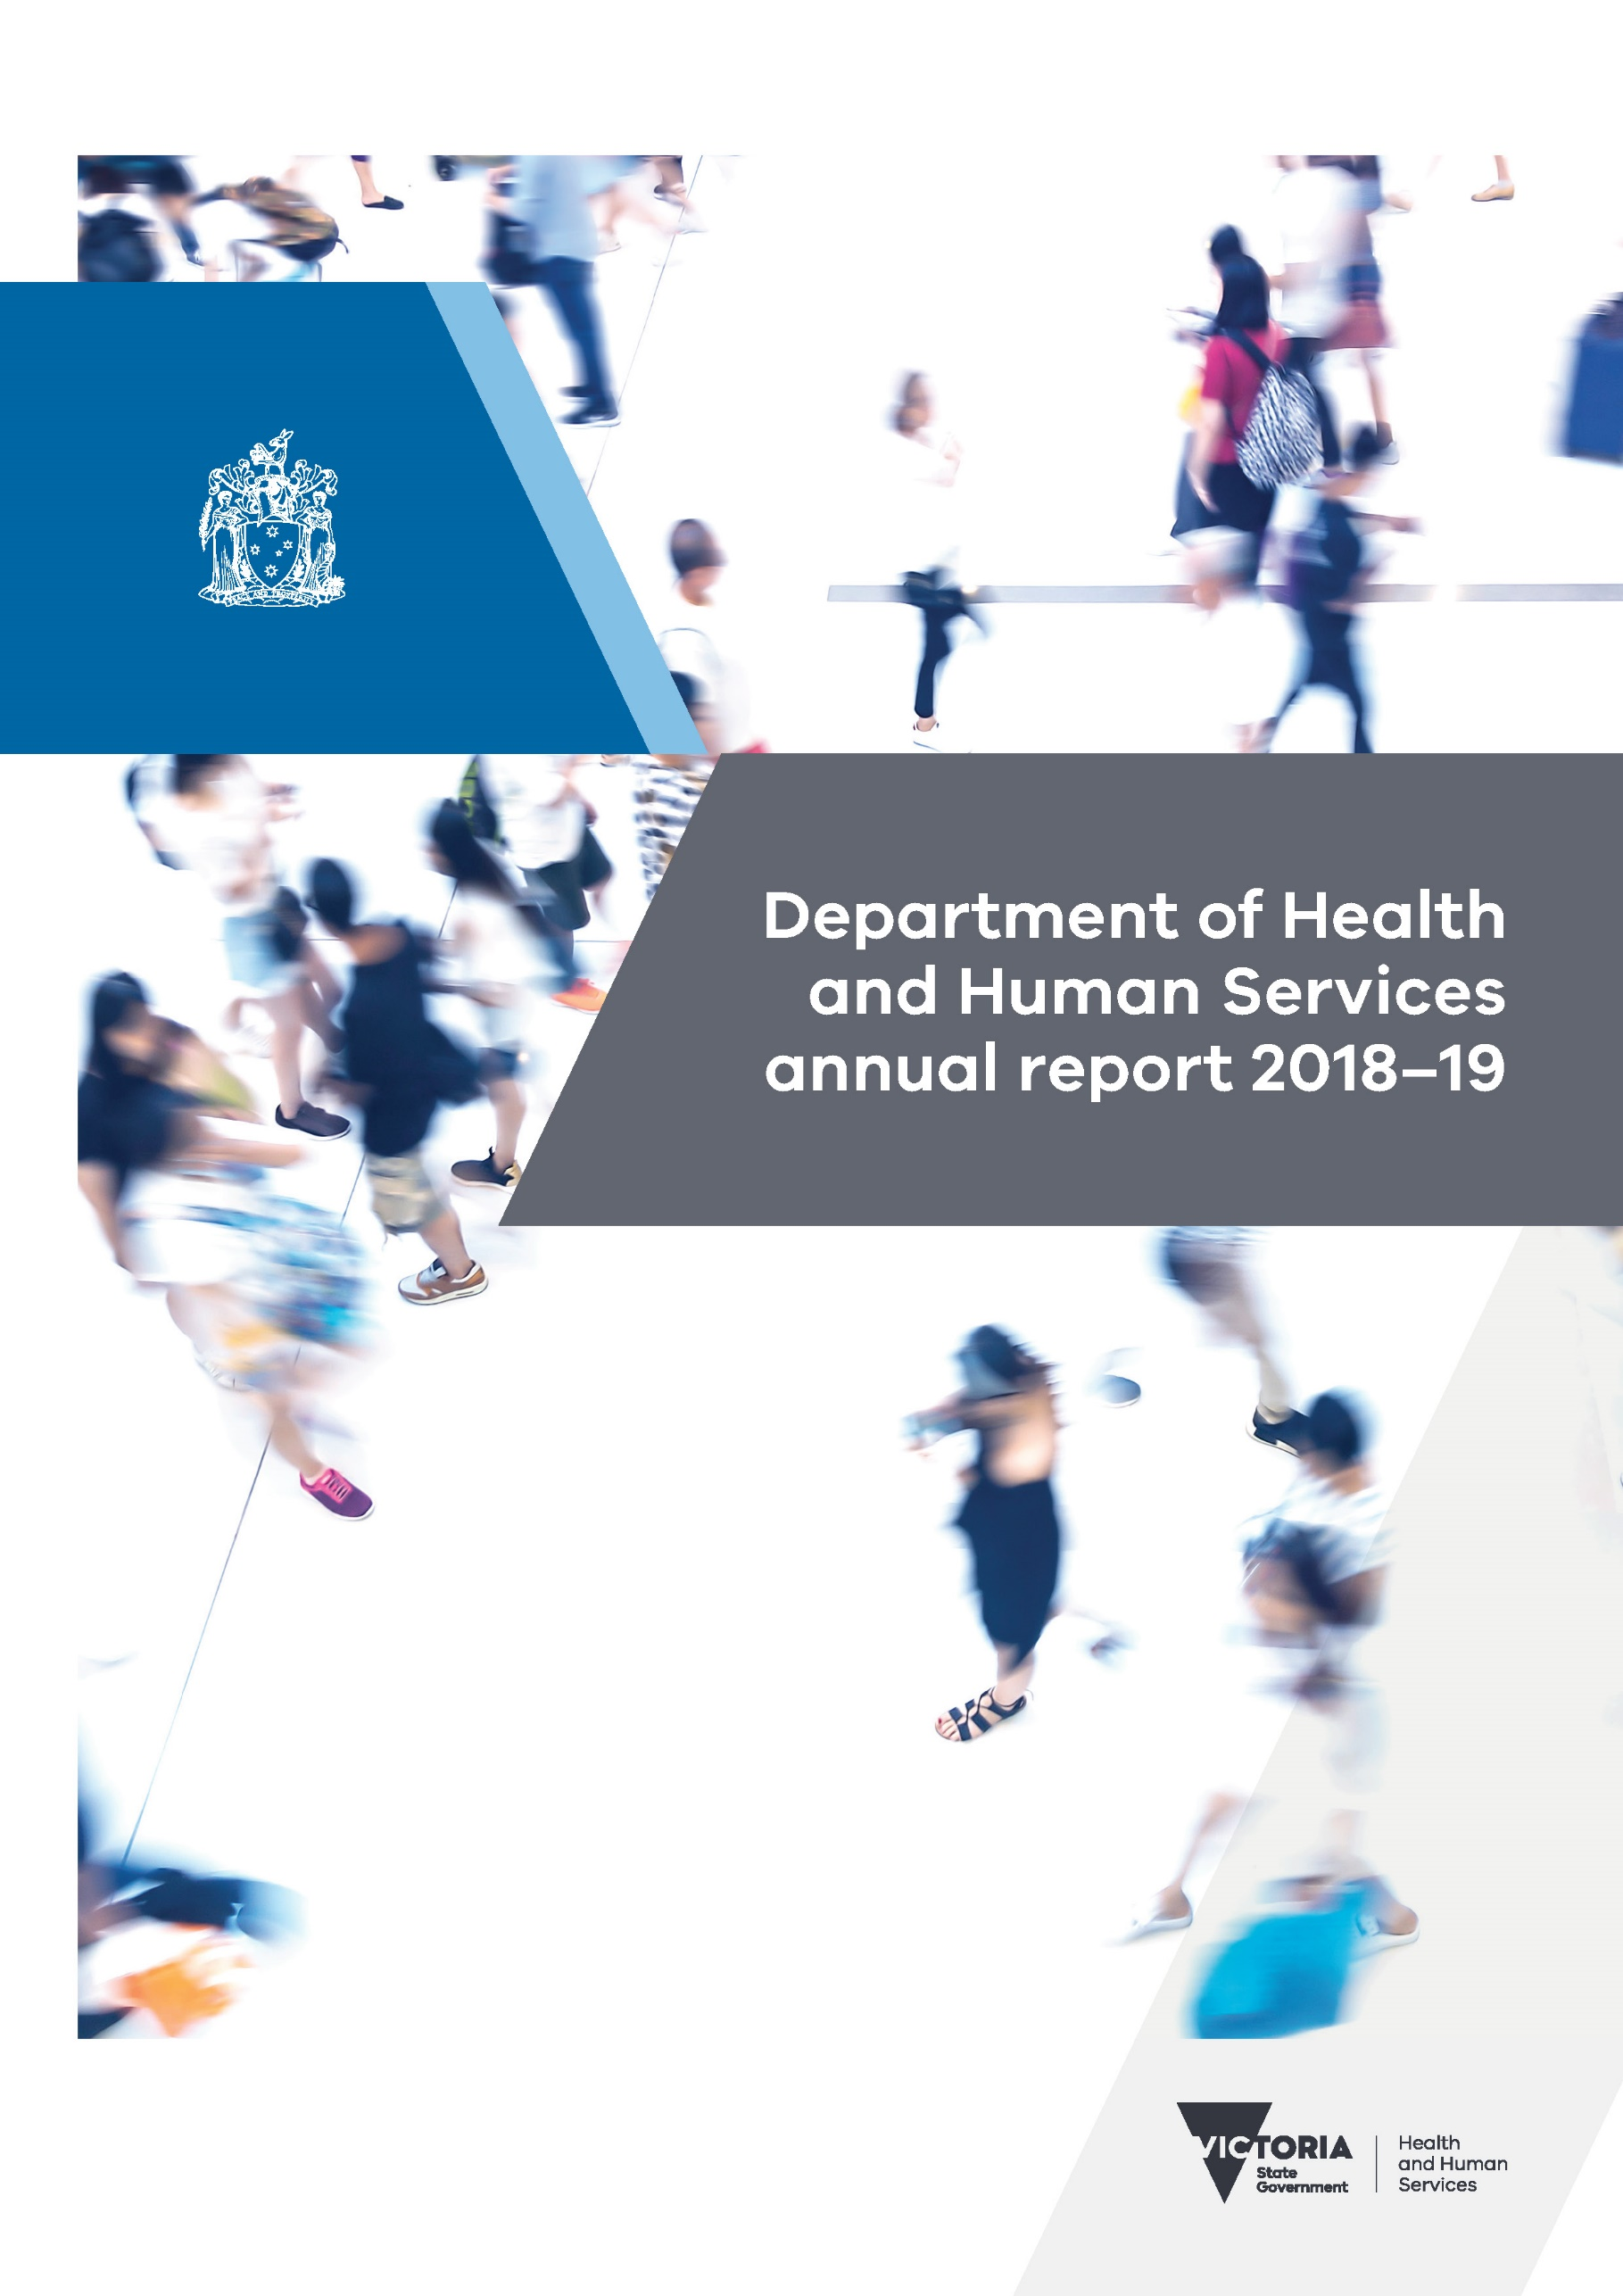 Department of Health
and Human Services
annual report 2018–19
VICTORIA
State
Government
Health
and Human
Services